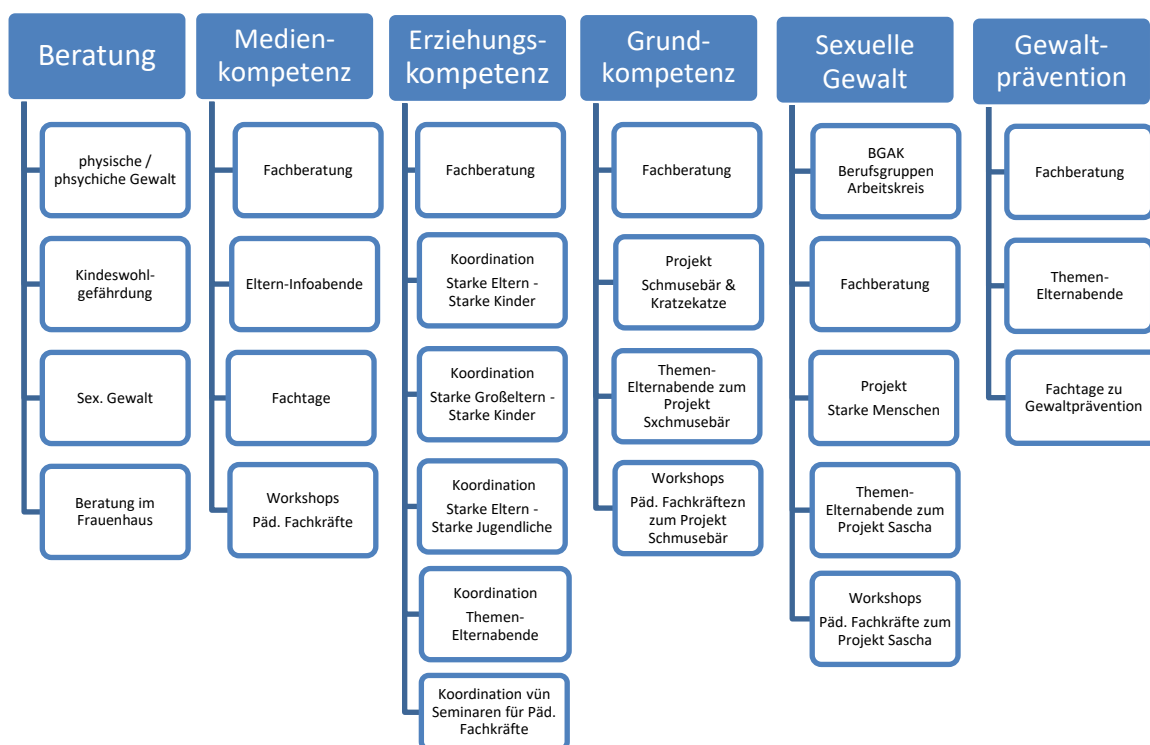 Beratung
physische /
phsychiche Gewalt
Kindeswohl-
gefährdung
Sex. Gewalt
Beratung im
Frauenhaus
Medien-
kompetenz
Fachberatung
Eltern-Infoabende
Fachtage
Workshops
Päd. Fachkräfte
Erziehungs-
kompetenz
Fachberatung
Koordination
Starke Eltern -
Starke Kinder
Koordination
Starke Großeltern -
Starke Kinder
Koordination
Starke Eltern -
Starke Jugendliche
Koordination
Themen-
Elternabende
Koordination vün
Seminaren für Päd.
Fachkräfte
Grund-
kompetenz
Fachberatung
Projekt
Schmusebär &
Kratzekatze
Themen-
Elternabende zum
Projekt
Sxchmusebär
Workshops
Päd. Fachkräftezn
zum Projekt
Schmusebär
Sexuelle
Gewalt
BGAK
Berufsgruppen
Arbeitskreis
Fachberatung
Projekt
Starke Menschen
Themen-
Elternabende zum
Projekt Sascha
Workshops
Päd. Fachkräfte zum
Projekt Sascha
Gewalt-
prävention
Fachberatung
Themen-
Elternabende
Fachtage zu
Gewaltprävention